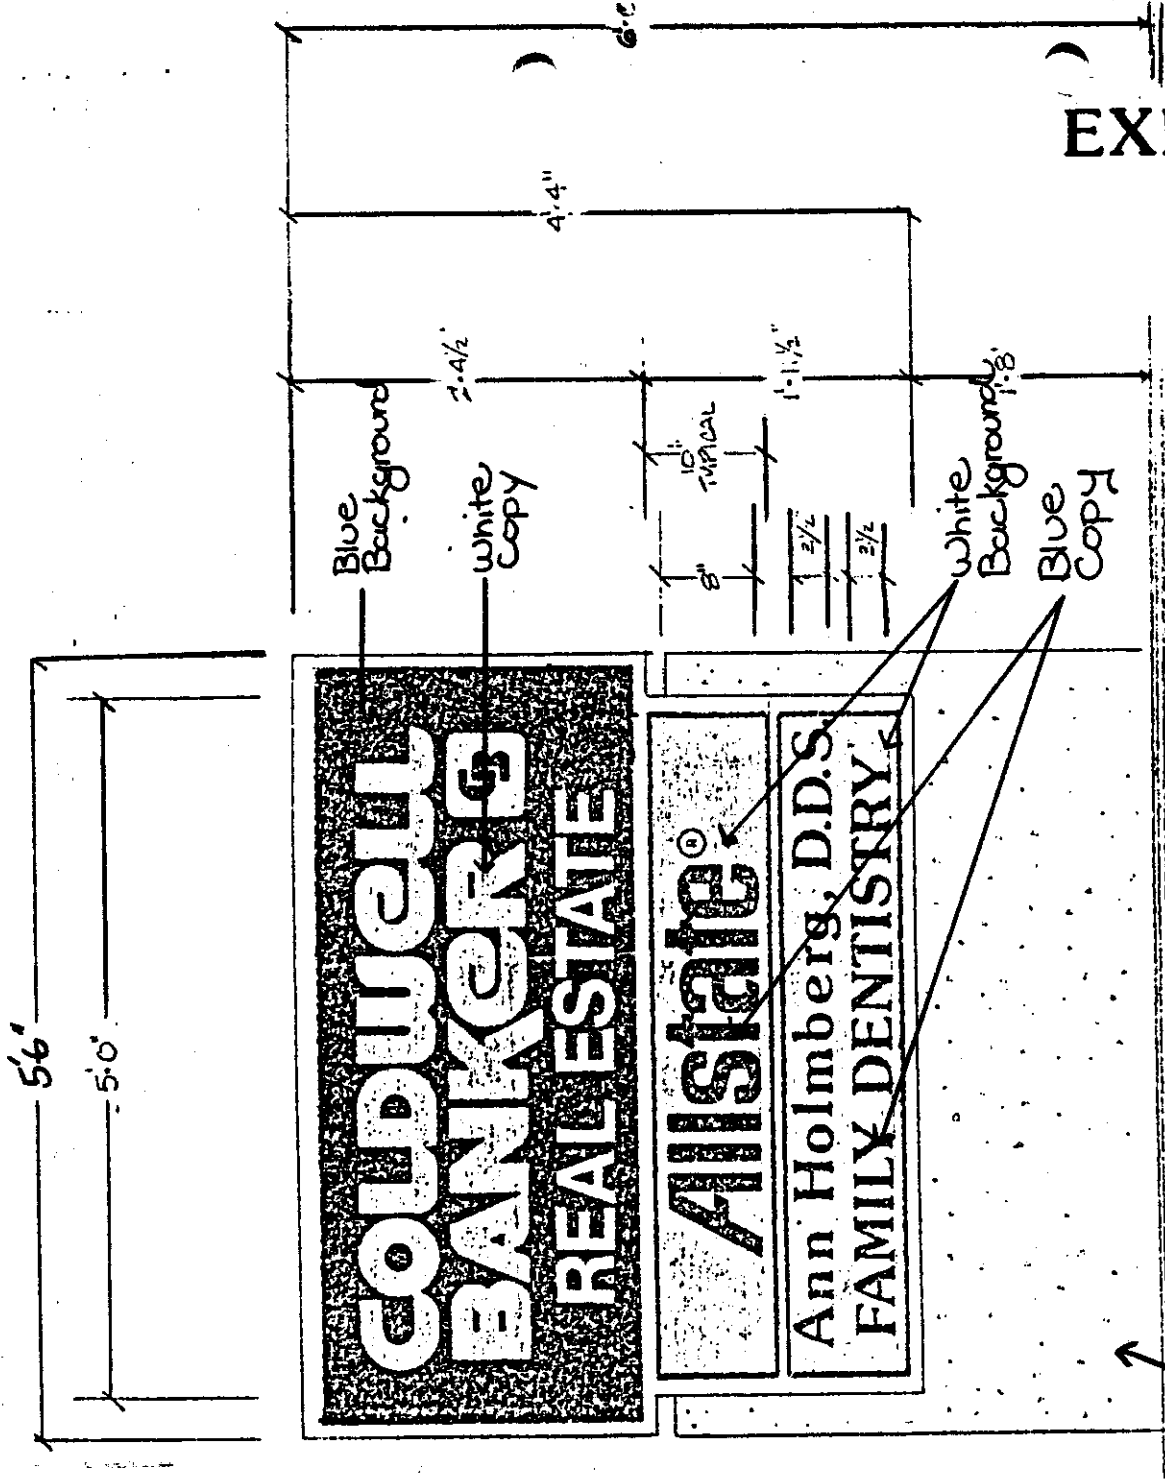 EX
5'6"
5'-0"
4'-4"
2'-4½"
1'-11½"
1'-8"
10"
TYPICAL
8"
2½
2½
Blue
Background
White
Copy
White
Background
Blue
Copy
COLDWELL
BANKER CB
REAL ESTATE
Allstate®
Ann Holmberg, D.D.S.
FAMILY DENTISTRY